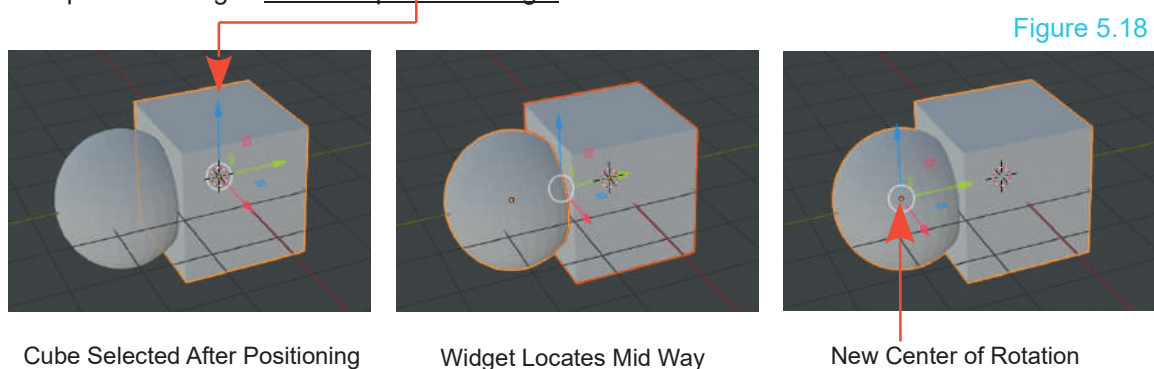 Figure 5.18
Cube Selected After Positioning
Widget Locates Mid Way
New Center of Rotation